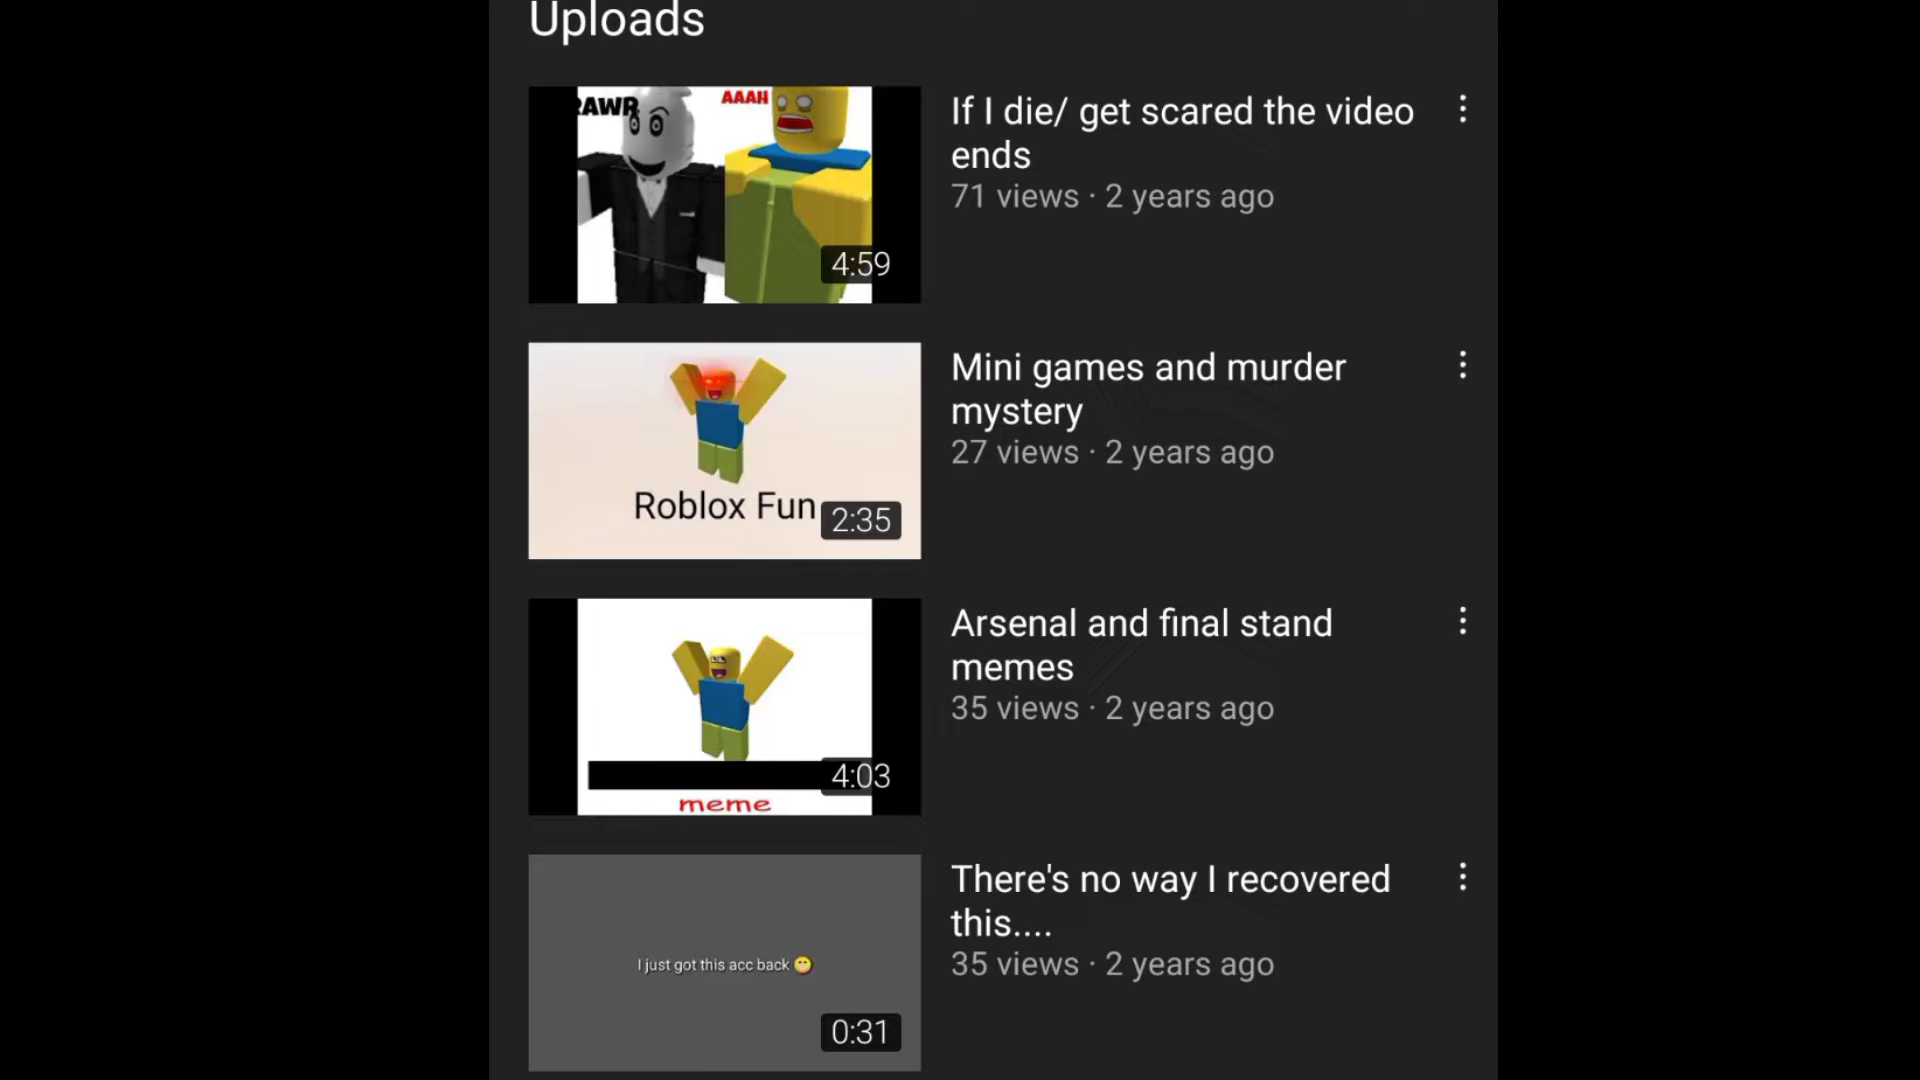 Uploads
RAWR
AAAH
4:59
If I die/ get scared the video
ends
71 views · 2 years ago
Roblox Fun
2:35
Mini games and murder
mystery
27 views · 2 years ago
4:03
meme
Arsenal and final stand
memes
35 views · 2 years ago
I just got this acc back 😁
0:31
There's no way I recovered
this....
35 views · 2 years ago